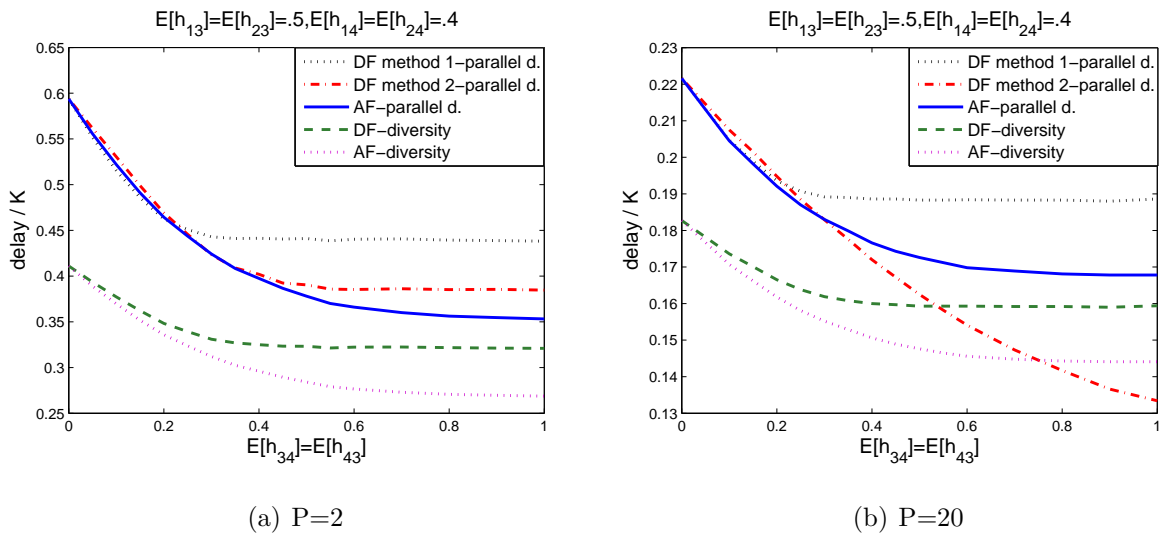 E[h13]=E[h23]=.5,E[h14]=E[h24]=.4
DF method 1−parallel d.
DF method 2−parallel d.
AF−parallel d.
DF−diversity
AF−diversity
delay / K
0.65
0.6
0.55
0.5
0.45
0.4
0.35
0.3
0.25
0 0.2 0.4 0.6 0.8 1
E[h34]=E[h43]
(a) P=2
E[h13]=E[h23]=.5,E[h14]=E[h24]=.4
DF method 1−parallel d.
DF method 2−parallel d.
AF−parallel d.
DF−diversity
AF−diversity
delay / K
0.23
0.22
0.21
0.2
0.19
0.18
0.17
0.16
0.15
0.14
0.13
0 0.2 0.4 0.6 0.8 1
E[h34]=E[h43]
(b) P=20